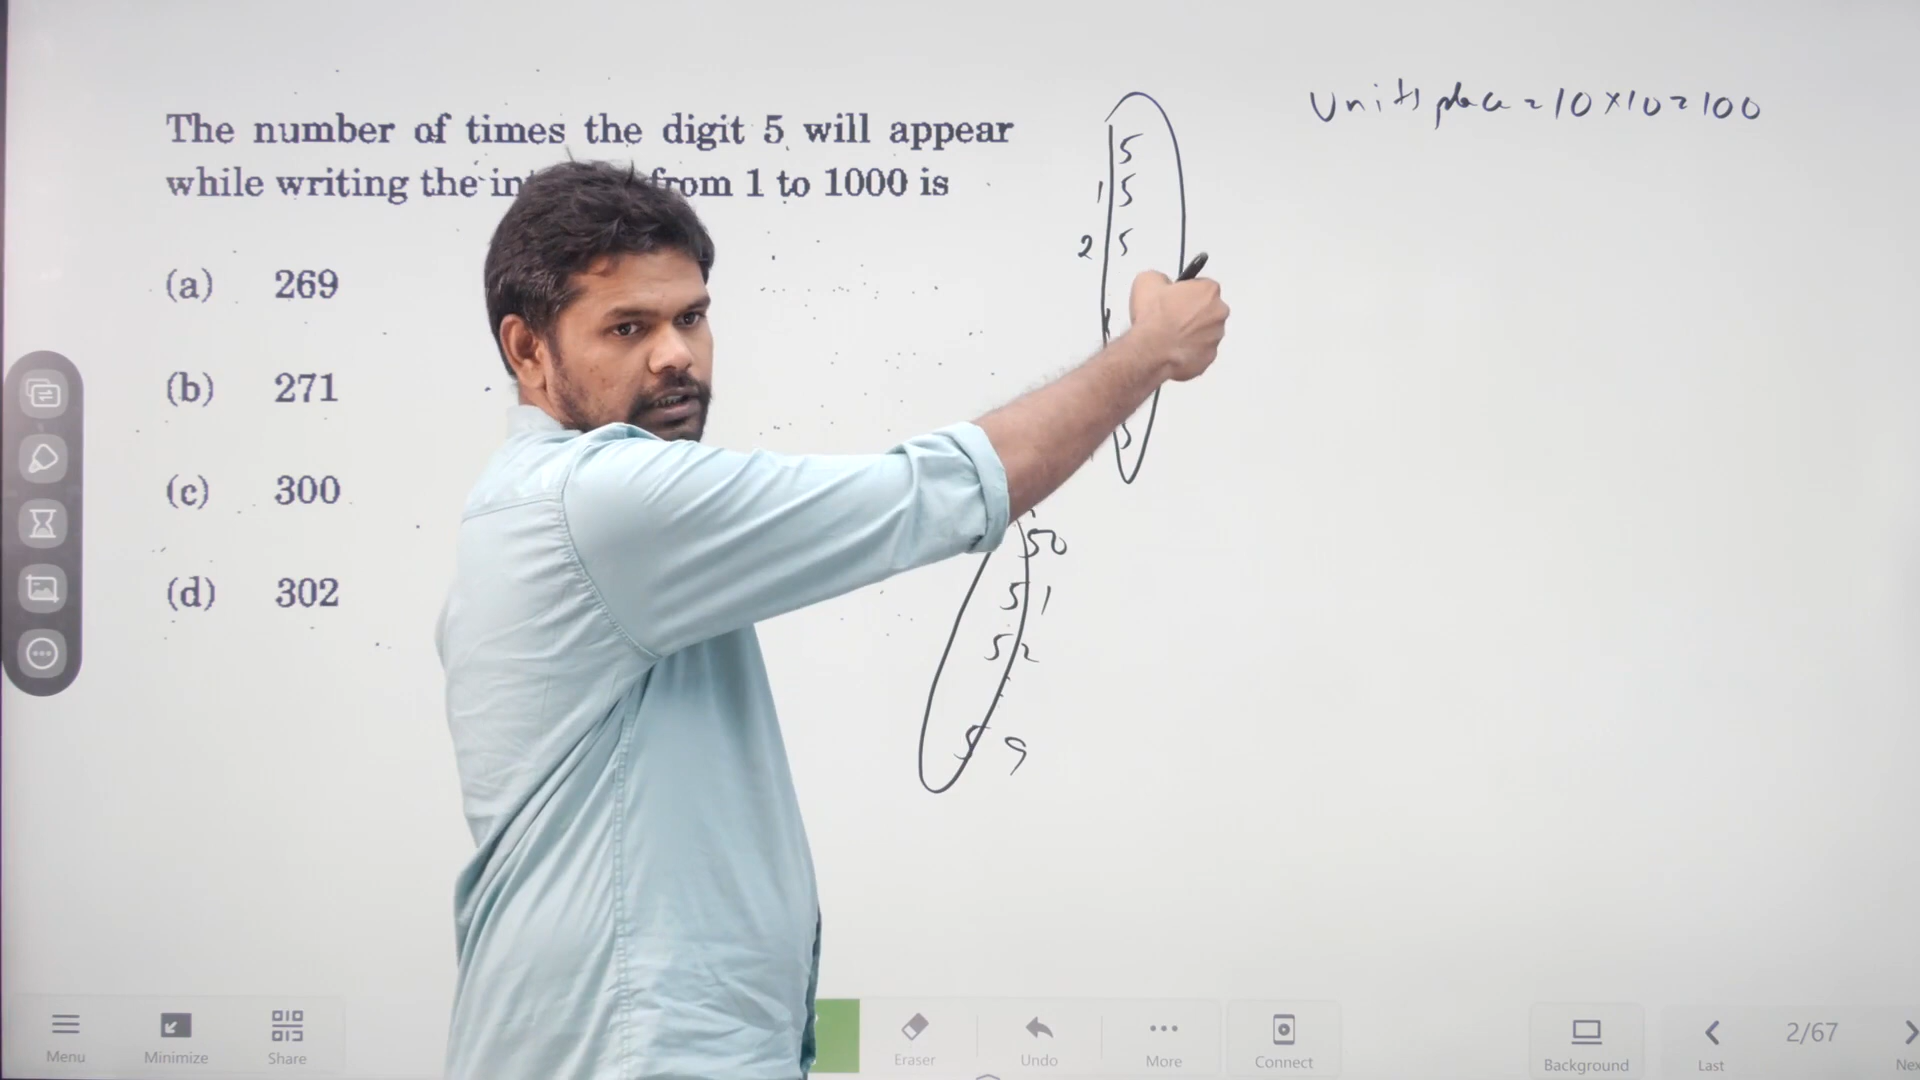 The number of times the digit 5 will appear
while writing the from 1 to 1000 is
(a) 269
(b) 271
(c) 300
(d) 302
5
1 5
2 5
5
50
51
52
59
Units place = 10 × 10 = 100
Menu
Minimize
Share
Eraser
Undo
More
Connect
Background
Last
2/67